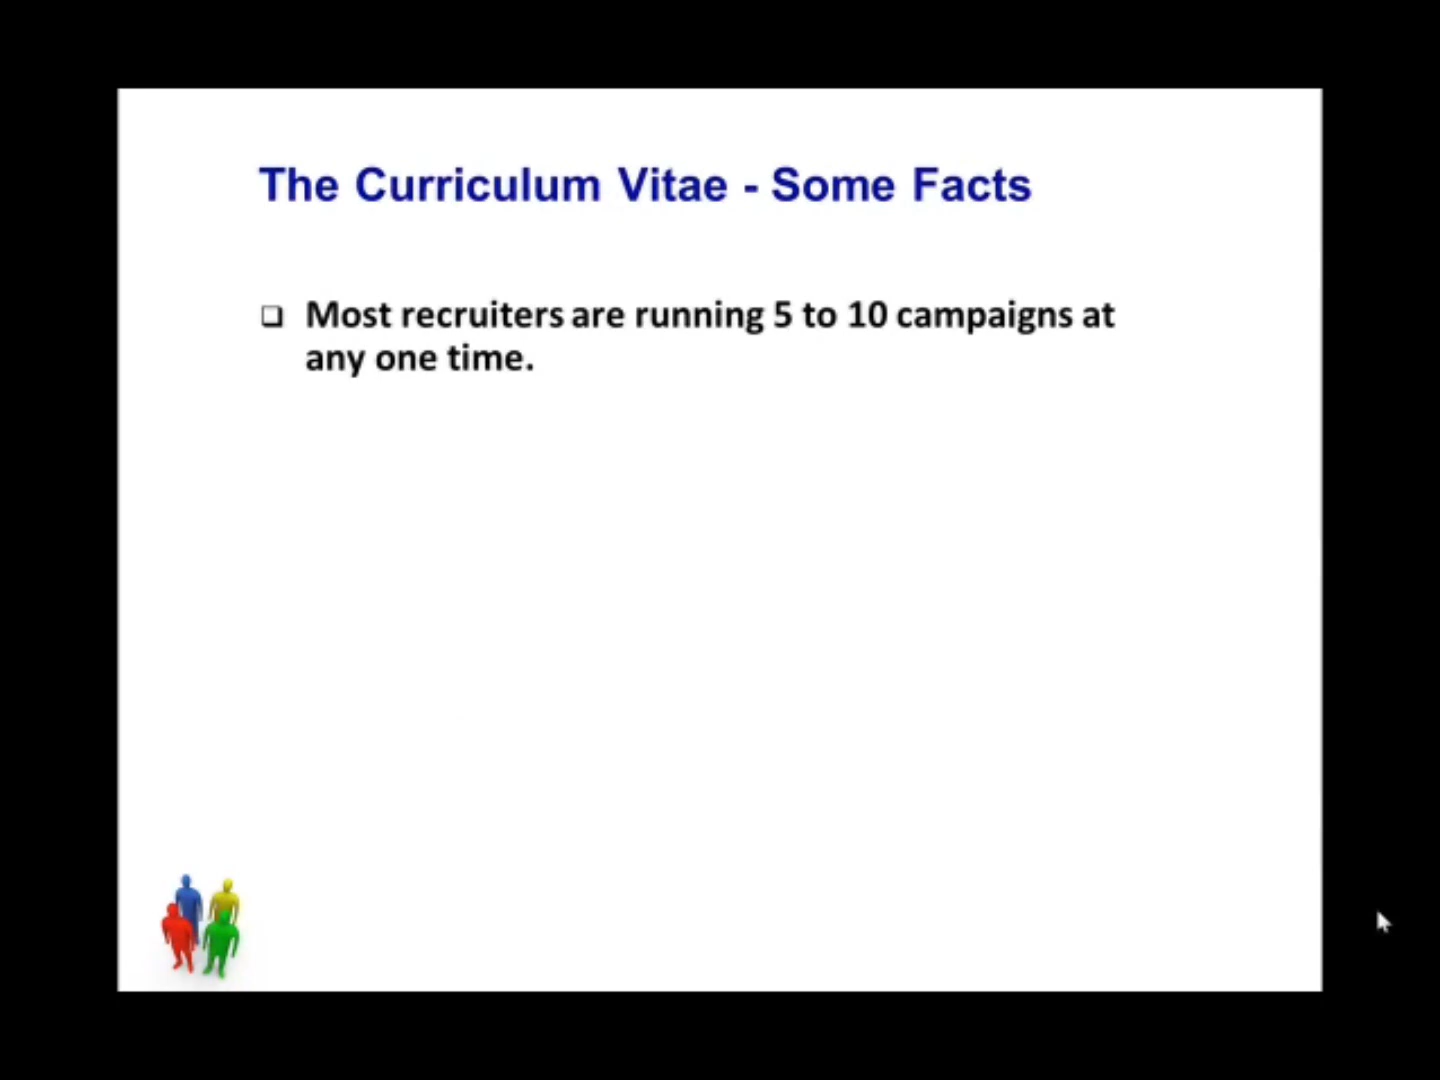 The Curriculum Vitae - Some Facts
❑ Most recruiters are running 5 to 10 campaigns at
any one time.